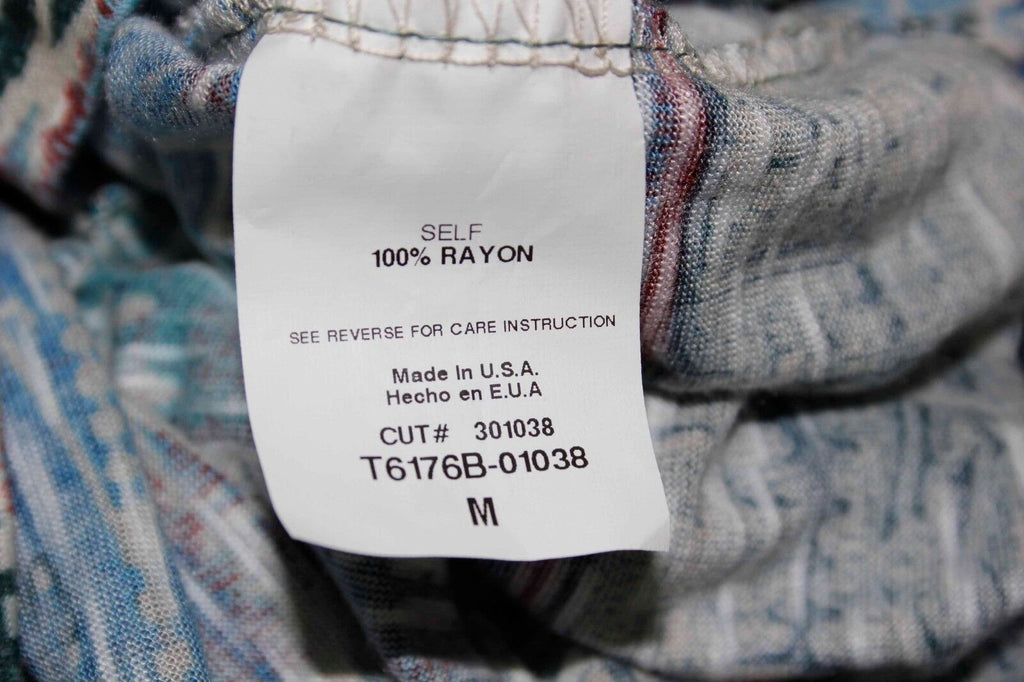 SELF
100% RAYON
SEE REVERSE FOR CARE INSTRUCTION
Made In U.S.A.
Hecho en E.U.A
CUT# 301038
T6176B-01038
M